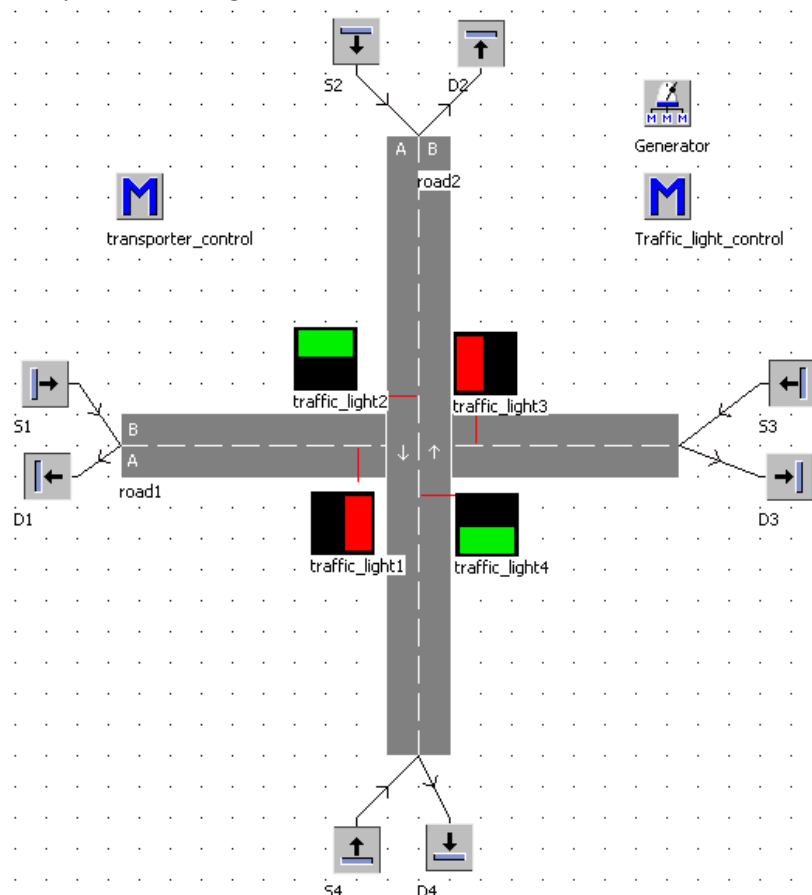 S2
D2
M M M
Generator
A B
road2
M
transporter_control
M
Traffic_light_control
traffic_light2
traffic_light3
S1
B
S3
A
D1
road1
D3
traffic_light1
traffic_light4
S4
D4